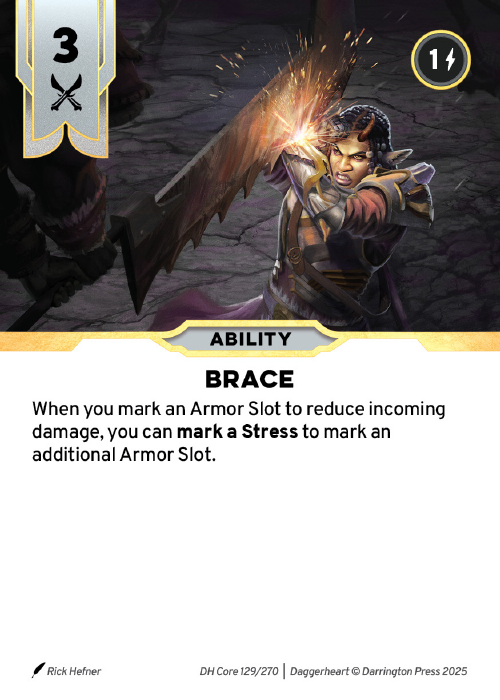 3
1
ABILITY
BRACE
When you mark an Armor Slot to reduce incoming
damage, you can mark a Stress to mark an
additional Armor Slot.
Rick Hefner
DH Core 129/270 | Daggerheart © Darrington Press 2025